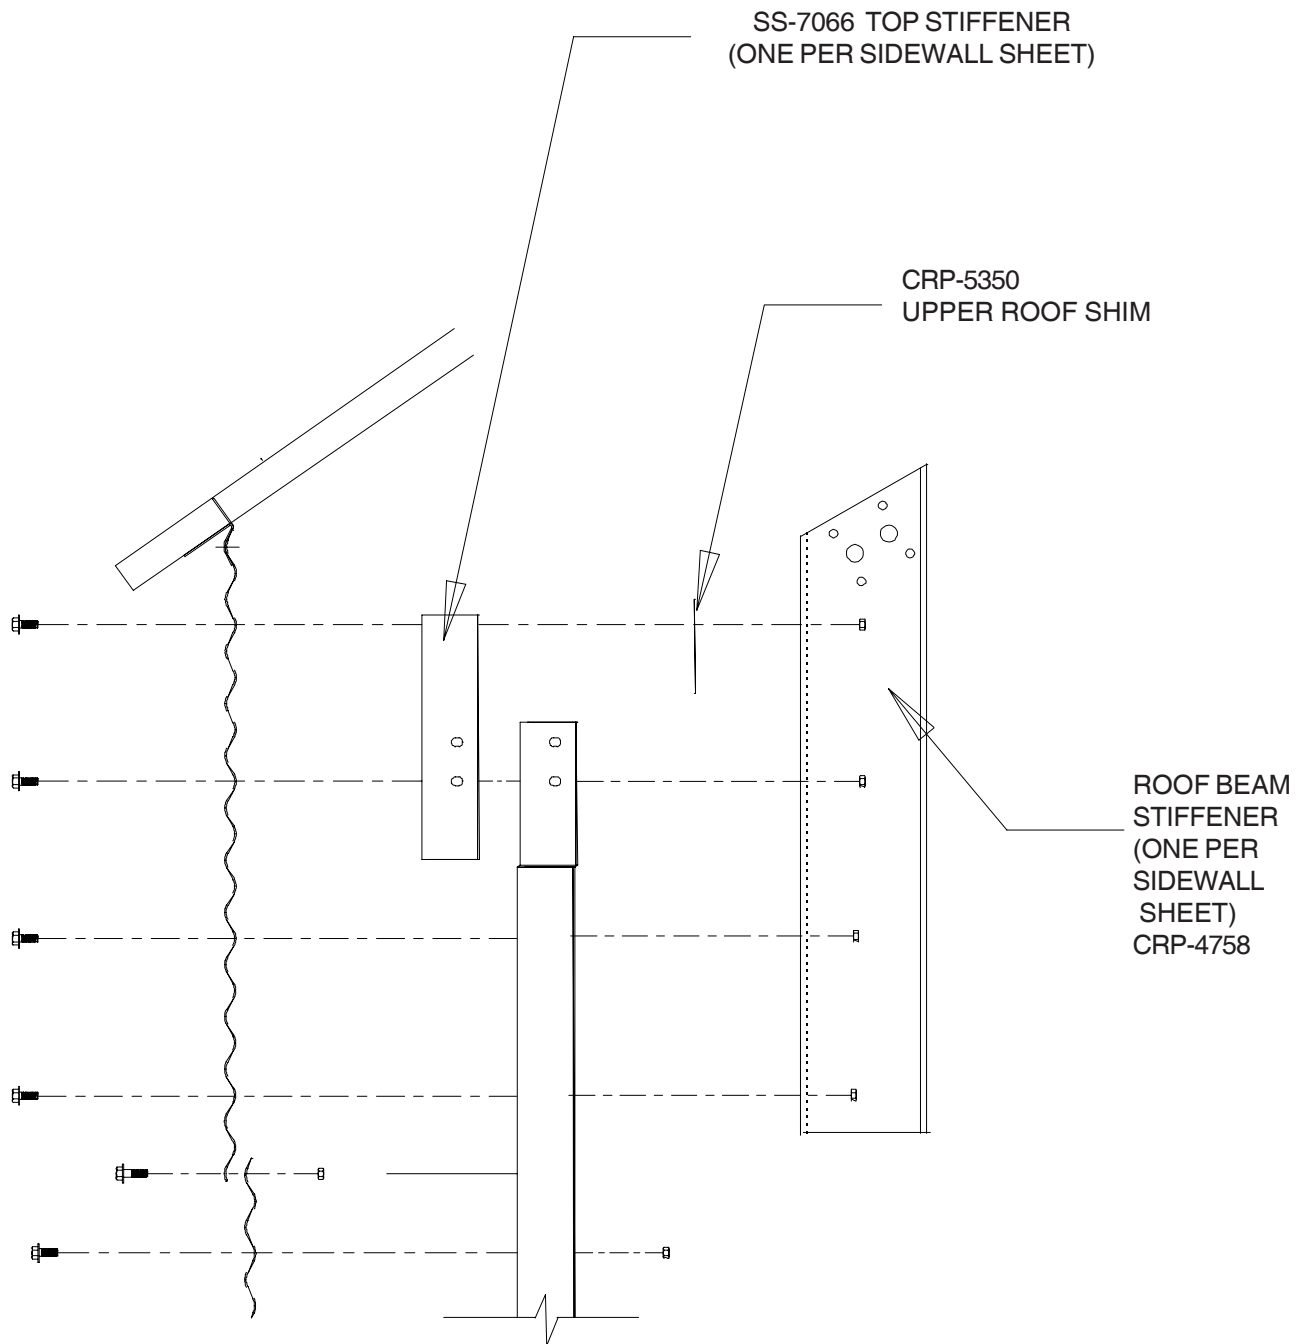 SS-7066 TOP STIFFENER
(ONE PER SIDEWALL SHEET)
CRP-5350
UPPER ROOF SHIM
ROOF BEAM
STIFFENER
(ONE PER
SIDEWALL
SHEET)
CRP-4758